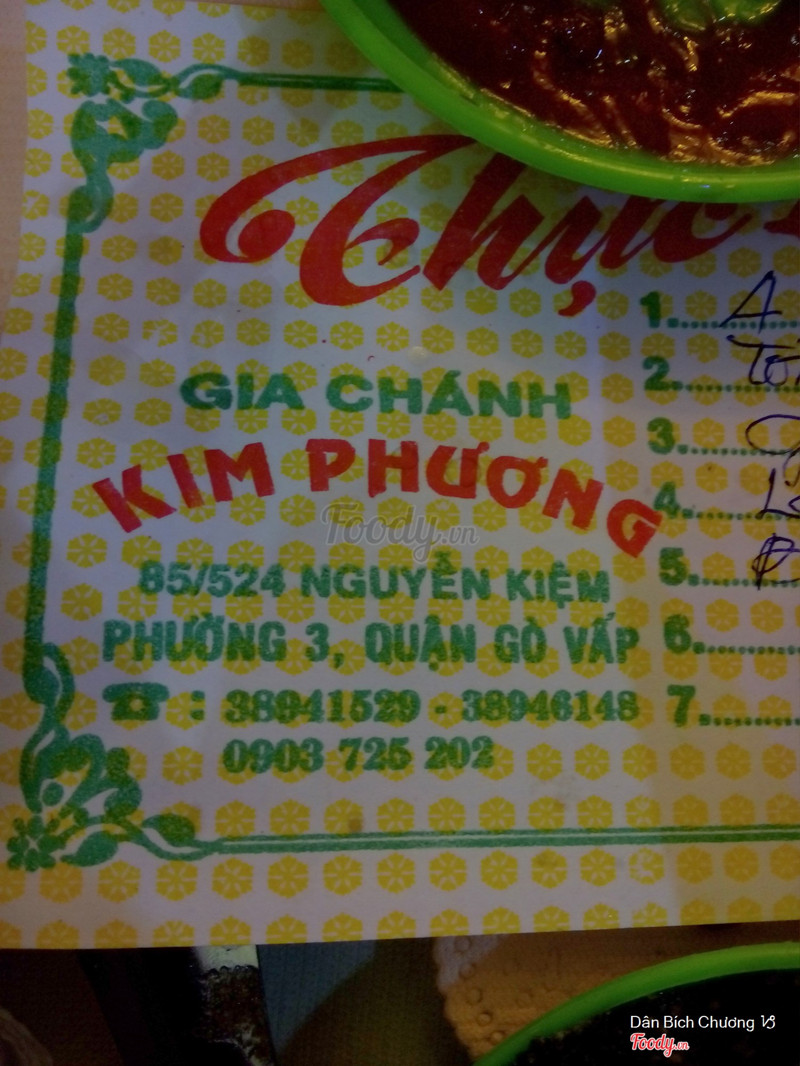 Thực
GIA CHÁNH
KIM PHƯƠNG
85/524 NGUYỄN KIỆM
PHƯỜNG 3, QUẬN GÒ VẤP
☎ : 38941529 - 38946148
0903 725 202
1.
2.
3.
4.
5.
6.
7.
Foody.vn
Dân Bích Chương
Foody.vn